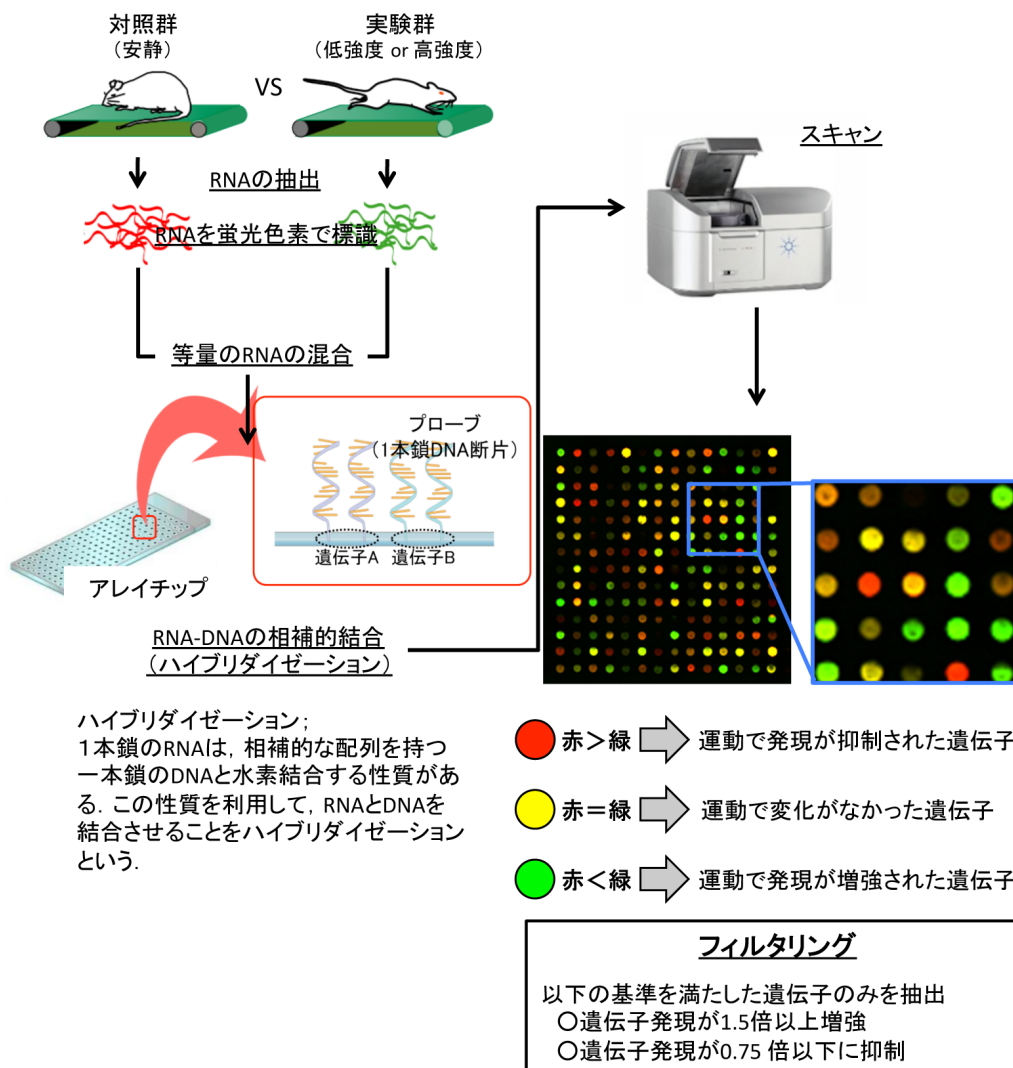 対照群
(安静)
VS
実験群
(低強度 or 高強度)
RNAの抽出
RNAを蛍光色素で標識
等量のRNAの混合
プローブ
(1本鎖DNA断片)
遺伝子A
遺伝子B
アレイチップ
RNA-DNAの相補的結合
(ハイブリダイゼーション)
スキャン
ハイブリダイゼーション;
1本鎖のRNAは, 相補的な配列を持つ
一本鎖のDNAと水素結合する性質があ
る. この性質を利用して, RNAとDNAを
結合させることをハイブリダイゼーション
という.
赤>緑
運動で発現が抑制された遺伝子
赤=緑
運動で変化がなかった遺伝子
赤<緑
運動で発現が増強された遺伝子
フィルタリング
以下の基準を満たした遺伝子のみを抽出
○遺伝子発現が1.5倍以上増強
○遺伝子発現が0.75 倍以下に抑制